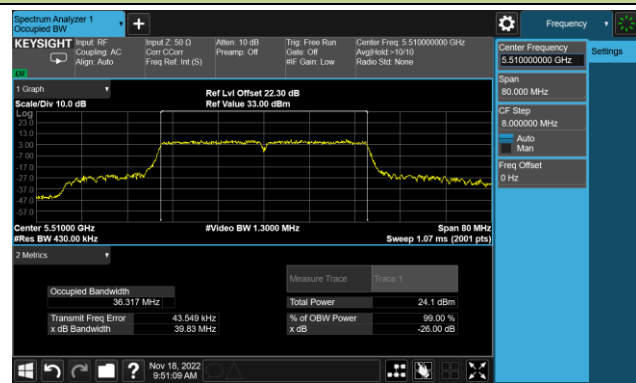 Spectrum Analyzer 1
Occupied BW
Frequency
KEYSIGHT
Input: RF
Coupling: AC
Align: Auto
Input Z: 50 Ω
Corr CCorr
Freq Ref: Int (S)
Atten: 10 dB
Preamp: Off
Trig: Free Run
Gate: Off
#IF Gain: Low
Center Freq: 5.510000000 GHz
Avg|Hold:>10/10
Radio Std: None
Center Frequency
5.510000000 GHz
Settings
Span
80.000 MHz
CF Step
8.000000 MHz
Auto
Man
Freq Offset
0 Hz
1 Graph
Scale/Div 10.0 dB
Ref Lvl Offset 22.30 dB
Ref Value 33.00 dBm
Log
23.0
13.0
3.00
-7.00
-17.0
-27.0
-37.0
-47.0
-57.0
Center 5.51000 GHz
#Video BW 1.3000 MHz
Span 80 MHz
#Res BW 430.00 kHz
Sweep 1.07 ms (2001 pts)
2 Metrics
Measure Trace
Trace 1
Occupied Bandwidth
36.317 MHz
Total Power
24.1 dBm
Transmit Freq Error
43.549 kHz
% of OBW Power
99.00 %
x dB Bandwidth
39.83 MHz
x dB
-26.00 dB
Nov 18, 2022
9:51:09 AM